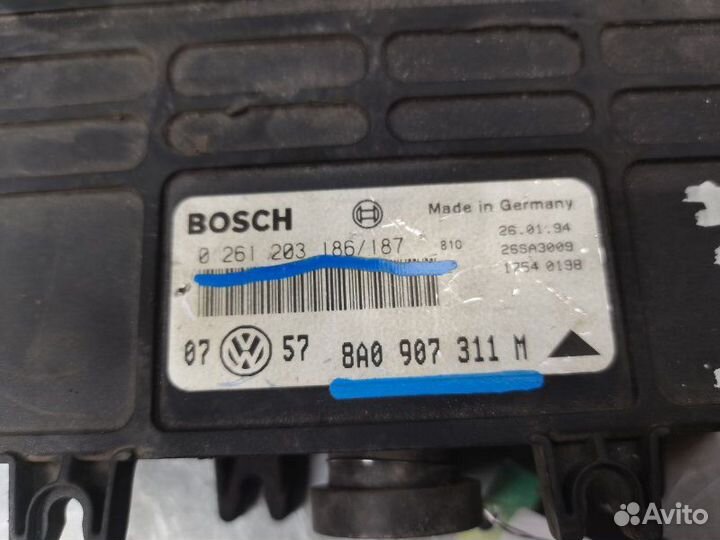 BOSCH
Made in Germany
0 261 203 186/187 810
26.01.94
26SA3009
1754 0198
07 VW 57 8A0 907 311 M
Avito